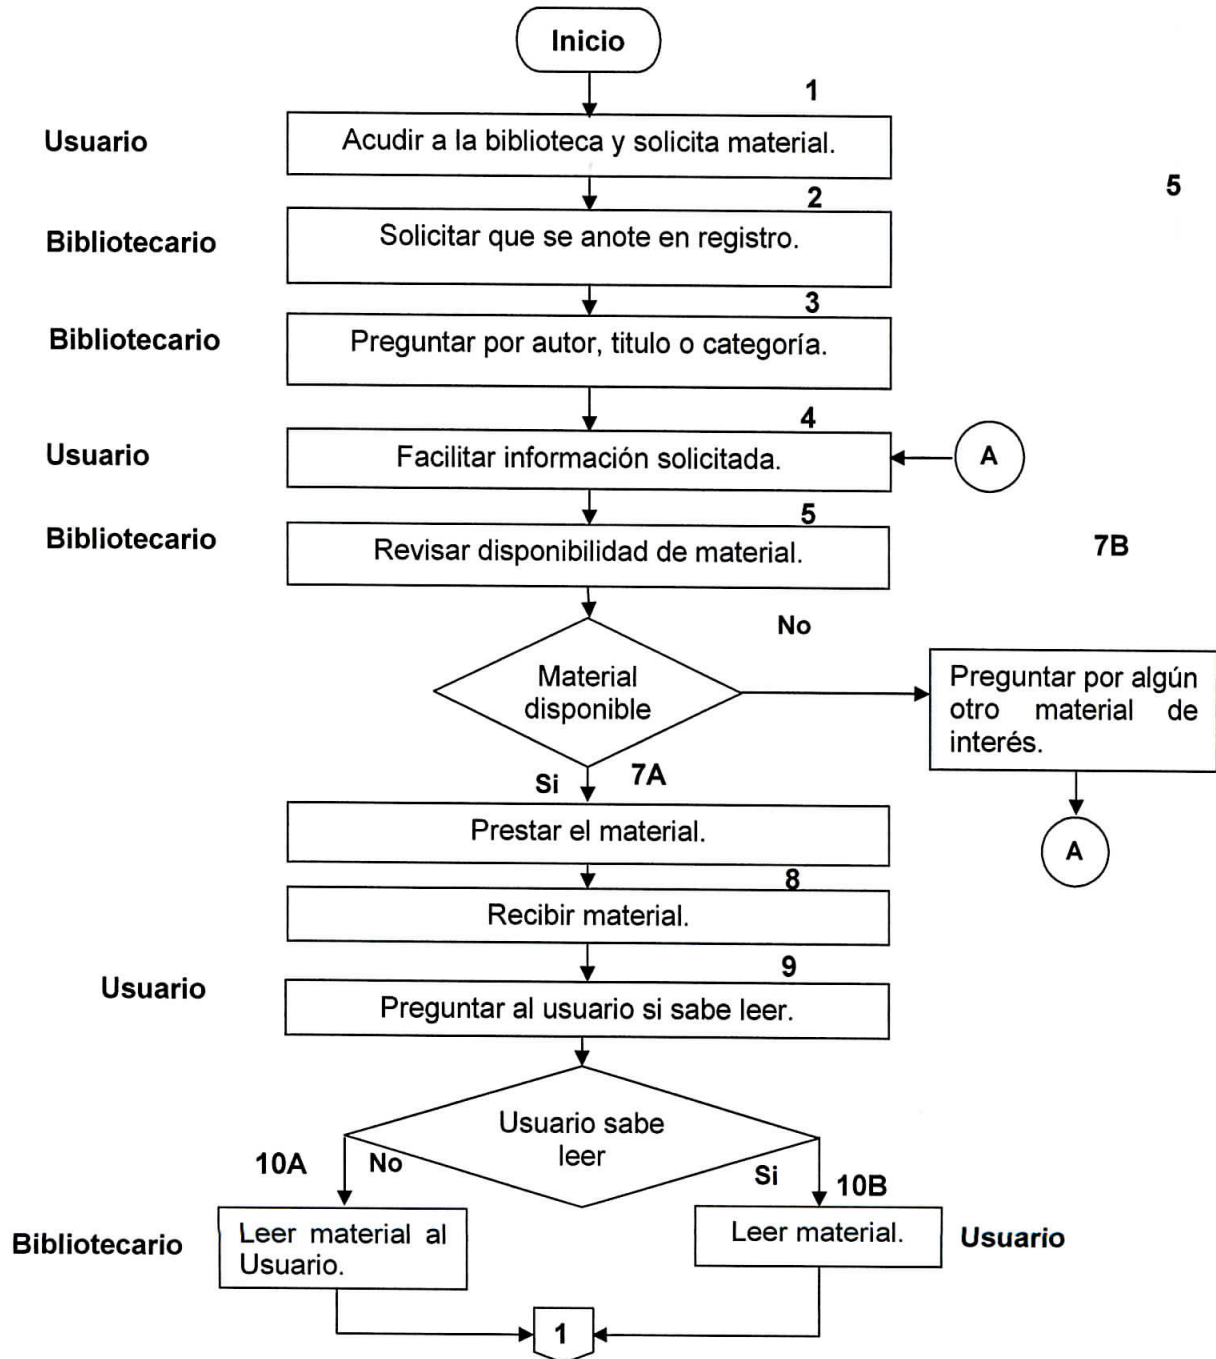 Inicio
1
Usuario
Acudir a la biblioteca y solicita material.
5
2
Bibliotecario
Solicitar que se anote en registro.
3
Bibliotecario
Preguntar por autor, titulo o categoría.
4
Usuario
Facilitar información solicitada.
A
5
Bibliotecario
Revisar disponibilidad de material.
7B
No
Material
disponible
Preguntar por algún
otro material de
interés.
Si
7A
Prestar el material.
A
8
Recibir material.
9
Usuario
Preguntar al usuario si sabe leer.
Usuario sabe
leer
10A
No
Si
10B
Bibliotecario
Leer material al
Usuario.
Leer material.
Usuario
1